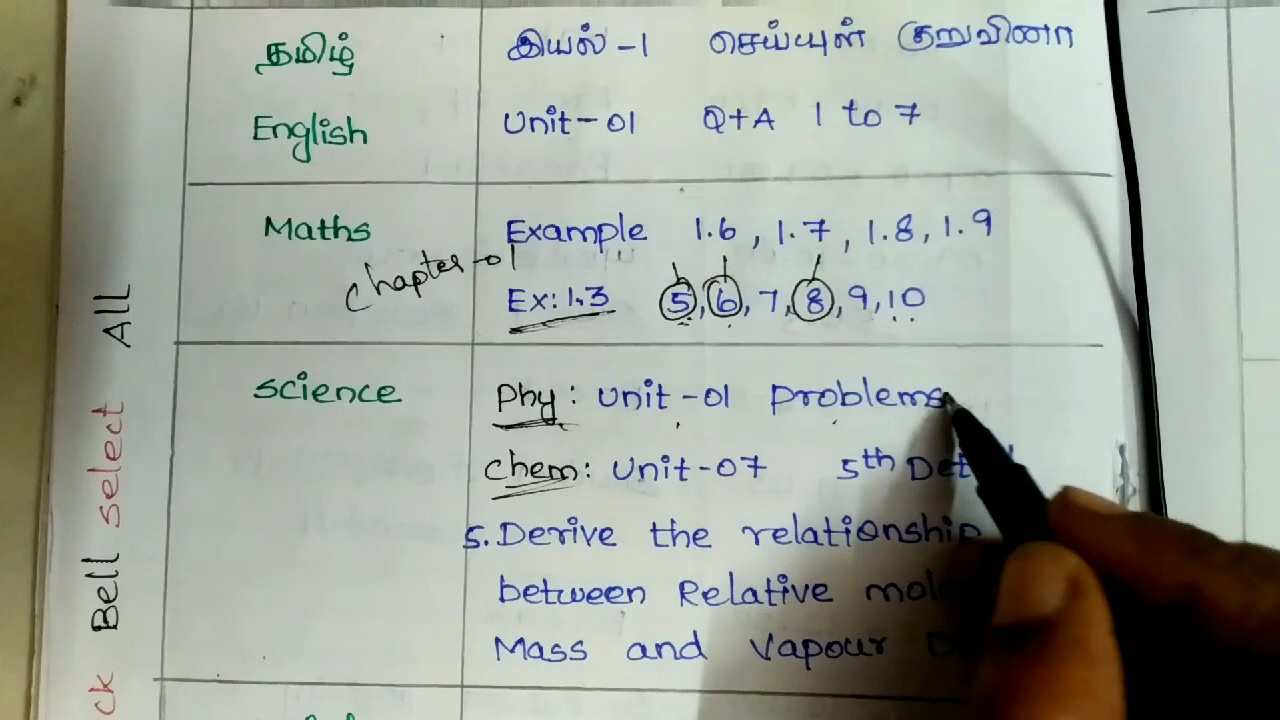 தமிழ் இயல் -1 செய்யுள் குறுவினா
English Unit-01 Q+A 1 to 7
Maths Example 1.6, 1.7, 1.8, 1.9
chapter-01
Ex: 1.3 5, 6, 7, 8, 9, 10
Science Phy: Unit-01 Problems
Chem: Unit-07 5th
5. Derive the relationship
between Relative
Mass and Vapour
ck Bell select All